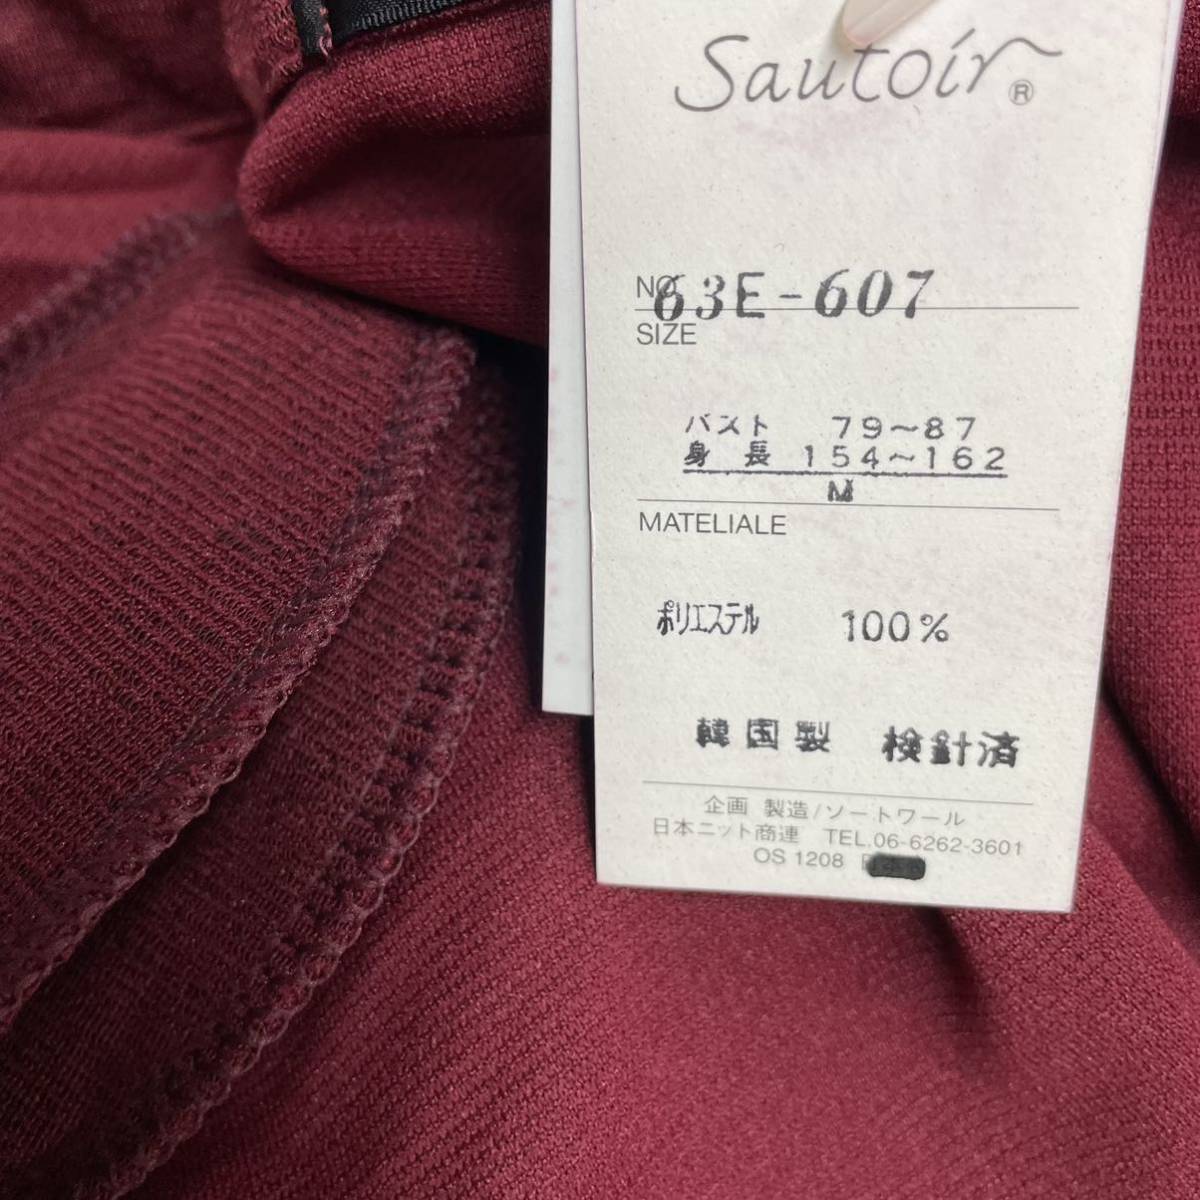 Sautoir®
NO. 63E-607
SIZE
バスト 79〜87
身長 154〜162
M
MATELIALE
ポリエステル 100%
韓国製 検針済
企画 製造/ソートワール
日本ニット商連 TEL.06-6262-3601
OS 1208